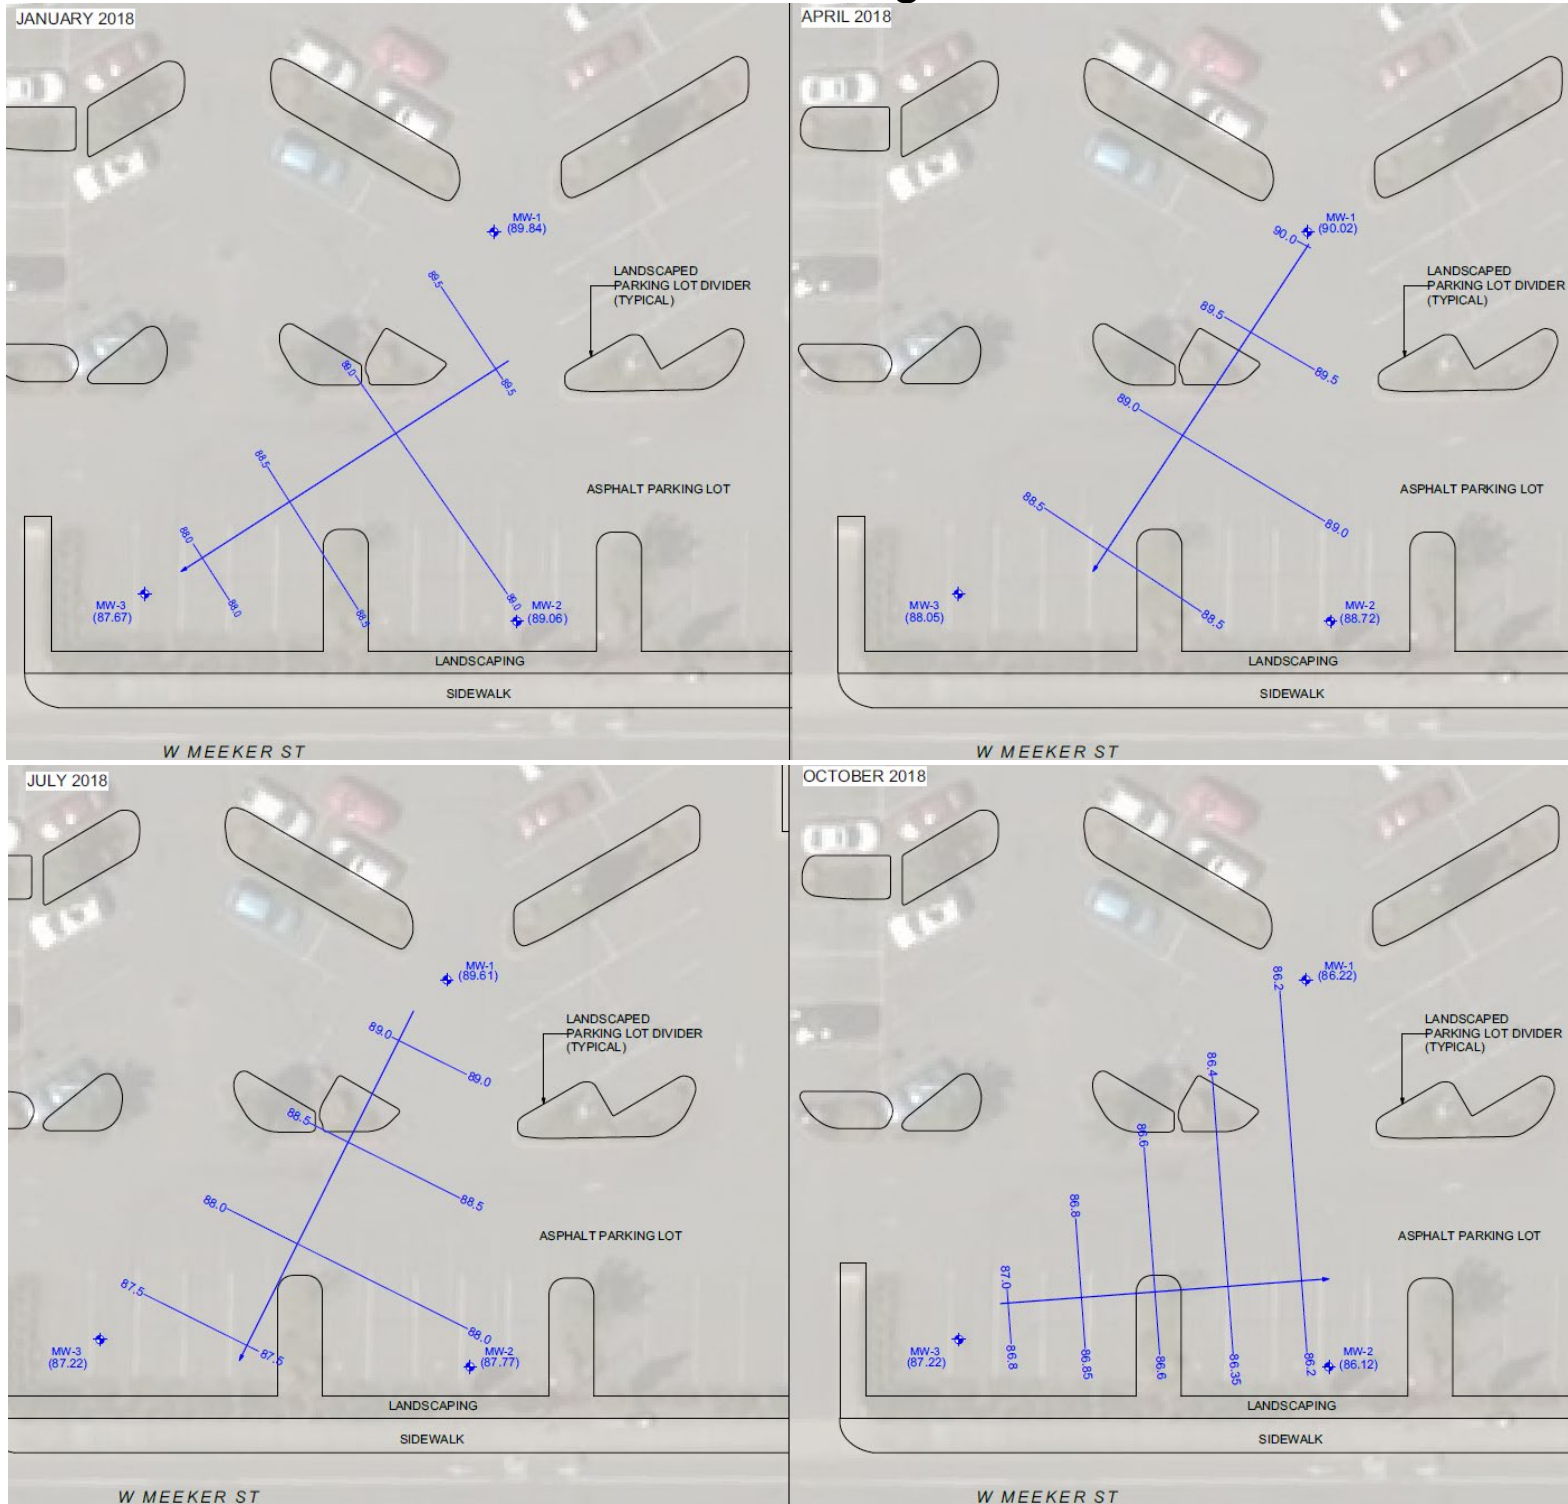 JANUARY 2018
MW-1
(89.84)
89.5
LANDSCAPED
PARKING LOT DIVIDER
(TYPICAL)
89.0
89.5
88.5
ASPHALT PARKING LOT
88.0
MW-3
(87.67)
88.0
88.5
89.0
MW-2
(89.06)
LANDSCAPING
SIDEWALK
W MEEKER ST
APRIL 2018
MW-1
(90.02)
90.0
LANDSCAPED
PARKING LOT DIVIDER
(TYPICAL)
89.5
89.5
89.0
ASPHALT PARKING LOT
88.5
89.0
MW-3
(88.05)
88.5
MW-2
(88.72)
LANDSCAPING
SIDEWALK
W MEEKER ST
JULY 2018
MW-1
(89.61)
89.0
LANDSCAPED
PARKING LOT DIVIDER
(TYPICAL)
89.0
88.5
88.5
88.0
ASPHALT PARKING LOT
87.5
88.0
MW-3
(87.22)
87.5
MW-2
(87.77)
LANDSCAPING
SIDEWALK
W MEEKER ST
OCTOBER 2018
MW-1
(86.22)
86.2
LANDSCAPED
PARKING LOT DIVIDER
(TYPICAL)
86.4
86.6
86.8
ASPHALT PARKING LOT
87.0
MW-3
(87.22)
86.8
86.85
86.6
86.35
86.2
MW-2
(86.12)
LANDSCAPING
SIDEWALK
W MEEKER ST